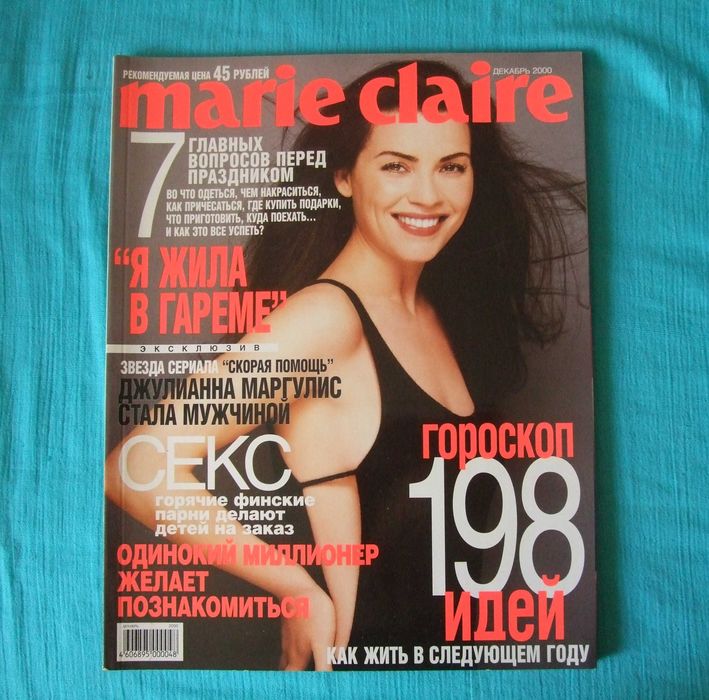 РЕКОМЕНДУЕМАЯ ЦЕНА 45 РУБЛЕЙ
ДЕКАБРЬ 2000
marie claire
7 ГЛАВНЫХ
ВОПРОСОВ ПЕРЕД
ПРАЗДНИКОМ
ВО ЧТО ОДЕТЬСЯ, ЧЕМ НАКРАСИТЬСЯ,
КАК ПРИЧЕСАТЬСЯ, ГДЕ КУПИТЬ ПОДАРКИ,
ЧТО ПРИГОТОВИТЬ, КУДА ПОЕХАТЬ...
И КАК ЭТО ВСЕ УСПЕТЬ?
"Я ЖИЛА
В ГАРЕМЕ"
ЭКСКЛЮЗИВ
ЗВЕЗДА СЕРИАЛА "СКОРАЯ ПОМОЩЬ"
ДЖУЛИАННА МАРГУЛИС
СТАЛА МУЖЧИНОЙ
СЕКС
горячие финские
парни делают
детей на заказ
ОДИНОКИЙ МИЛЛИОНЕР
ЖЕЛАЕТ
ПОЗНАКОМИТЬСЯ
ГОРОСКОП
198
идей
КАК ЖИТЬ В СЛЕДУЮЩЕМ ГОДУ
ДЕКАБРЬ 2000
4606895000048